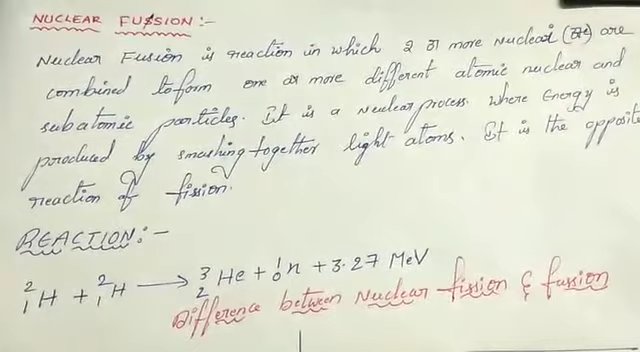 NUCLEAR FUSSION :-
Nuclear Fusion is reaction in which 2 or more nuclei are
combined to form one or more different atomic nuclear and
subatomic particles. It is a nuclear process. Where Energy is
produced by smashing together light atoms. It is the opposite
reaction of fission.
REACTION :-
²₁H + ²₁H ⟶ ³₂He + ¹₀n + 3.27 MeV
Difference between Nuclear fission & fussion